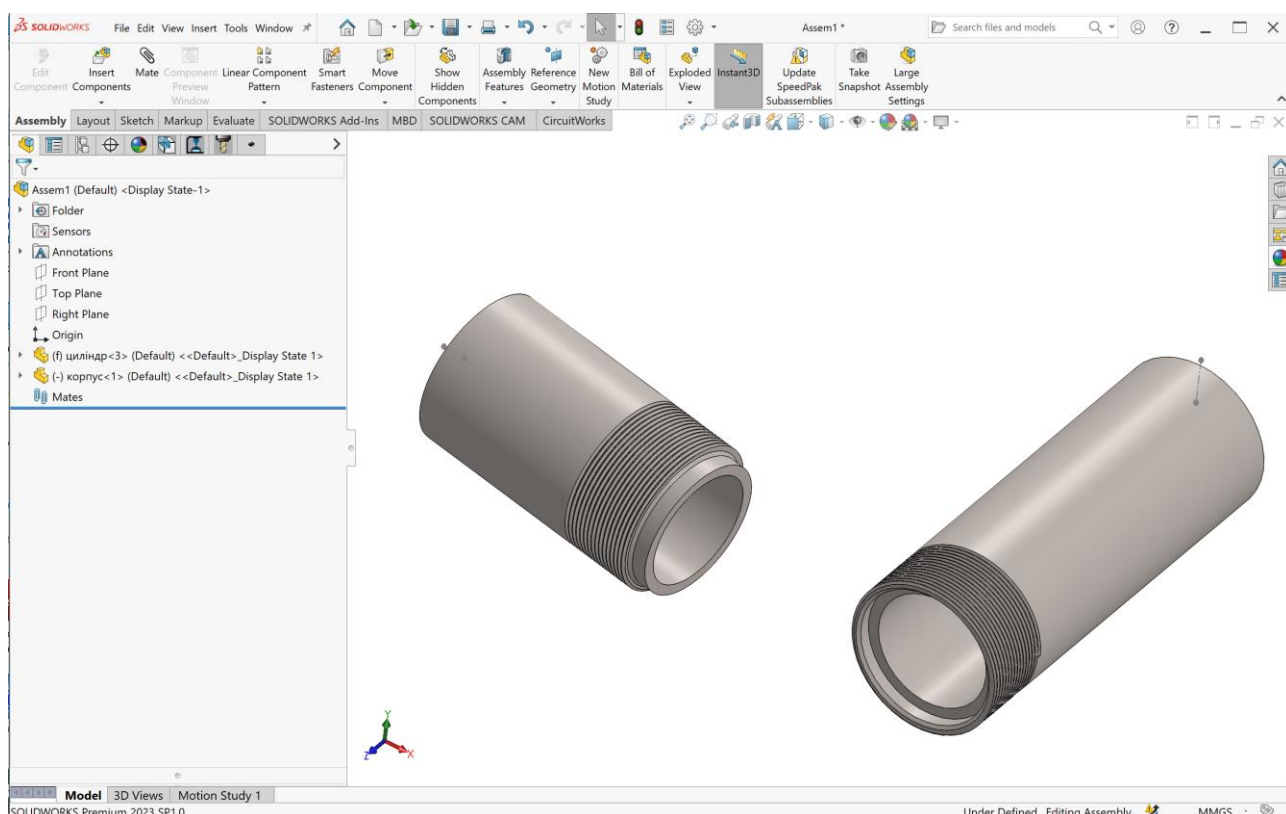 SOLIDWORKS File Edit View Insert Tools Window Assem1 * Search files and models
Edit Component
Insert Components
Mate
Component Preview Window
Linear Component Pattern
Smart Fasteners
Move Component
Show Hidden Components
Assembly Features
Reference Geometry
New Motion Study
Bill of Materials
Exploded View
Instant3D
Update SpeedPak Subassemblies
Take Snapshot
Large Assembly Settings
Assembly Layout Sketch Markup Evaluate SOLIDWORKS Add-Ins MBD SOLIDWORKS CAM CircuitWorks
Assem1 (Default) <Display State-1>
Folder
Sensors
Annotations
Front Plane
Top Plane
Right Plane
Origin
(f) циліндр<3> (Default) <<Default>_Display State 1>
(-) корпус<1> (Default) <<Default>_Display State 1>
Mates
Y
Z
X
Model 3D Views Motion Study 1
SOLIDWORKS Premium 2023 SP1.0 Under Defined Editing Assembly MMGS